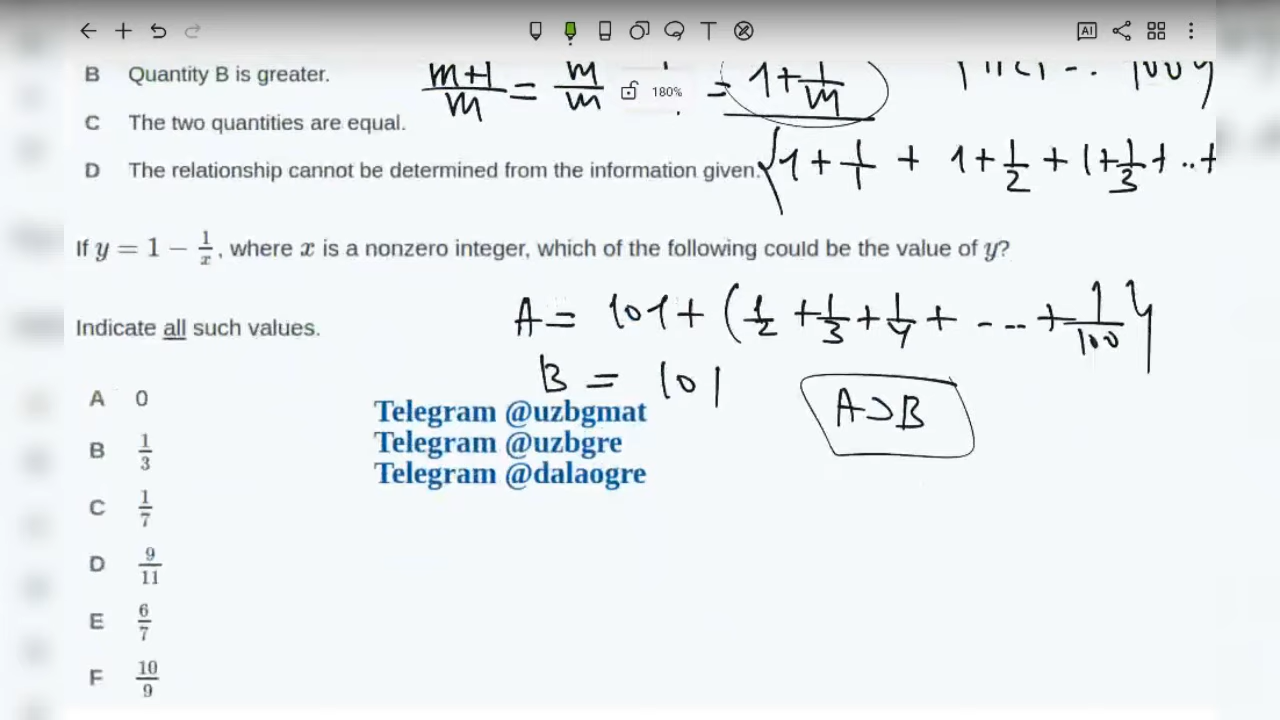 AI
180%
B Quantity B is greater.
m+1/m = m/m
= 1+1/m
C The two quantities are equal.
D The relationship cannot be determined from the information given.
1+1/1 + 1+1/2 + 1+1/3+ ..+
If y = 1 − 1/x, where x is a nonzero integer, which of the following could be the value of y?
A= 101+ (1/2 +1/3+1/4+ ---+1/100)
Indicate all such values.
B = 101
A>B
A 0
Telegram @uzbgmat
B 1/3
Telegram @uzbgre
Telegram @dalaogre
C 1/7
D 9/11
E 6/7
F 10/9